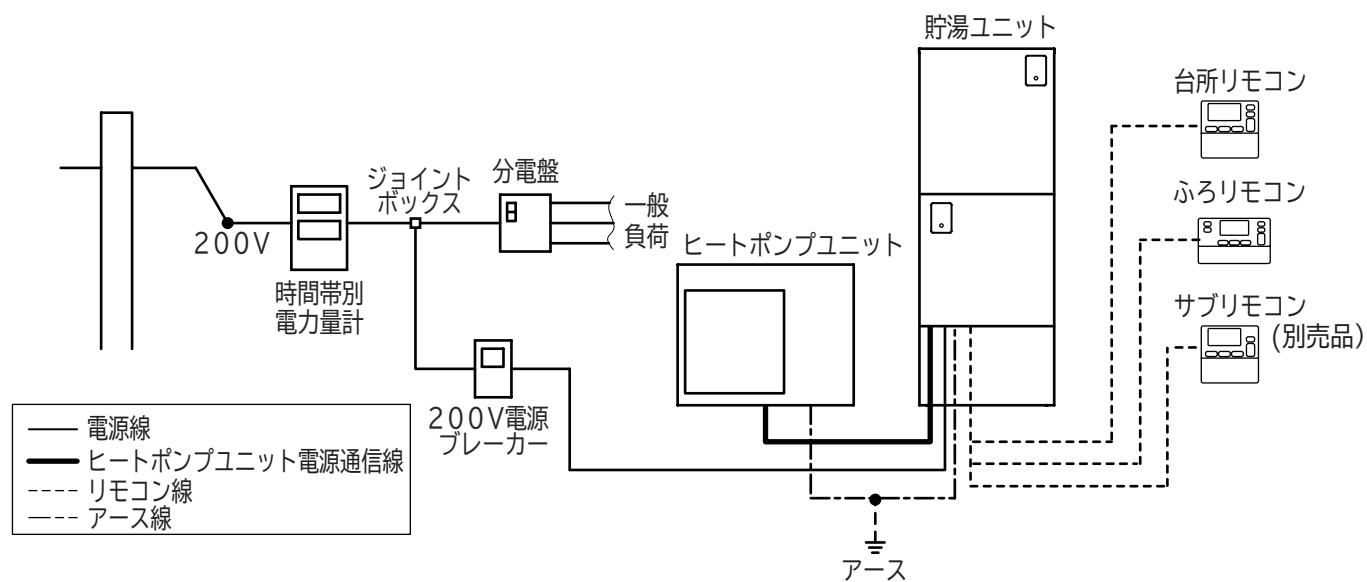 貯湯ユニット
台所リモコン
ジョイント
ボックス
分電盤
一般
負荷
ふろリモコン
200V
ヒートポンプユニット
時間帯別
電力量計
サブリモコン
(別売品)
200V電源
ブレーカー
電源線
ヒートポンプユニット電源通信線
リモコン線
アース線
アース